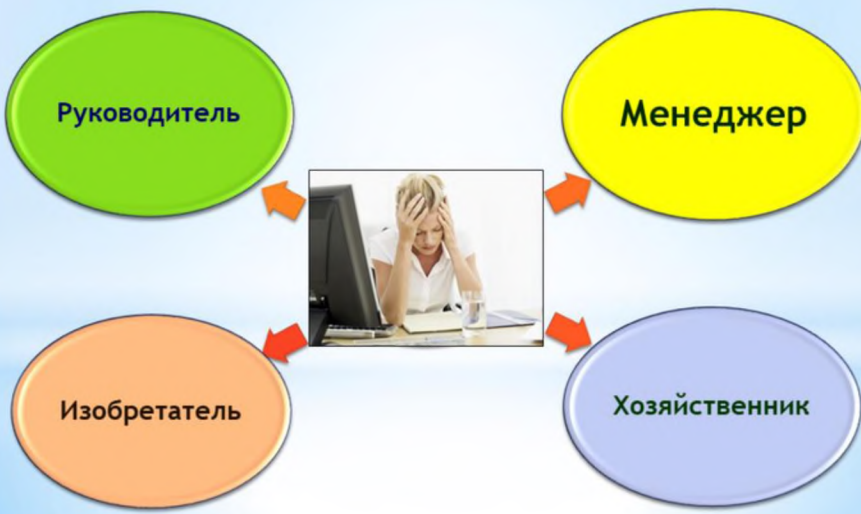 Руководитель
Менеджер
Изобретатель
Хозяйственник